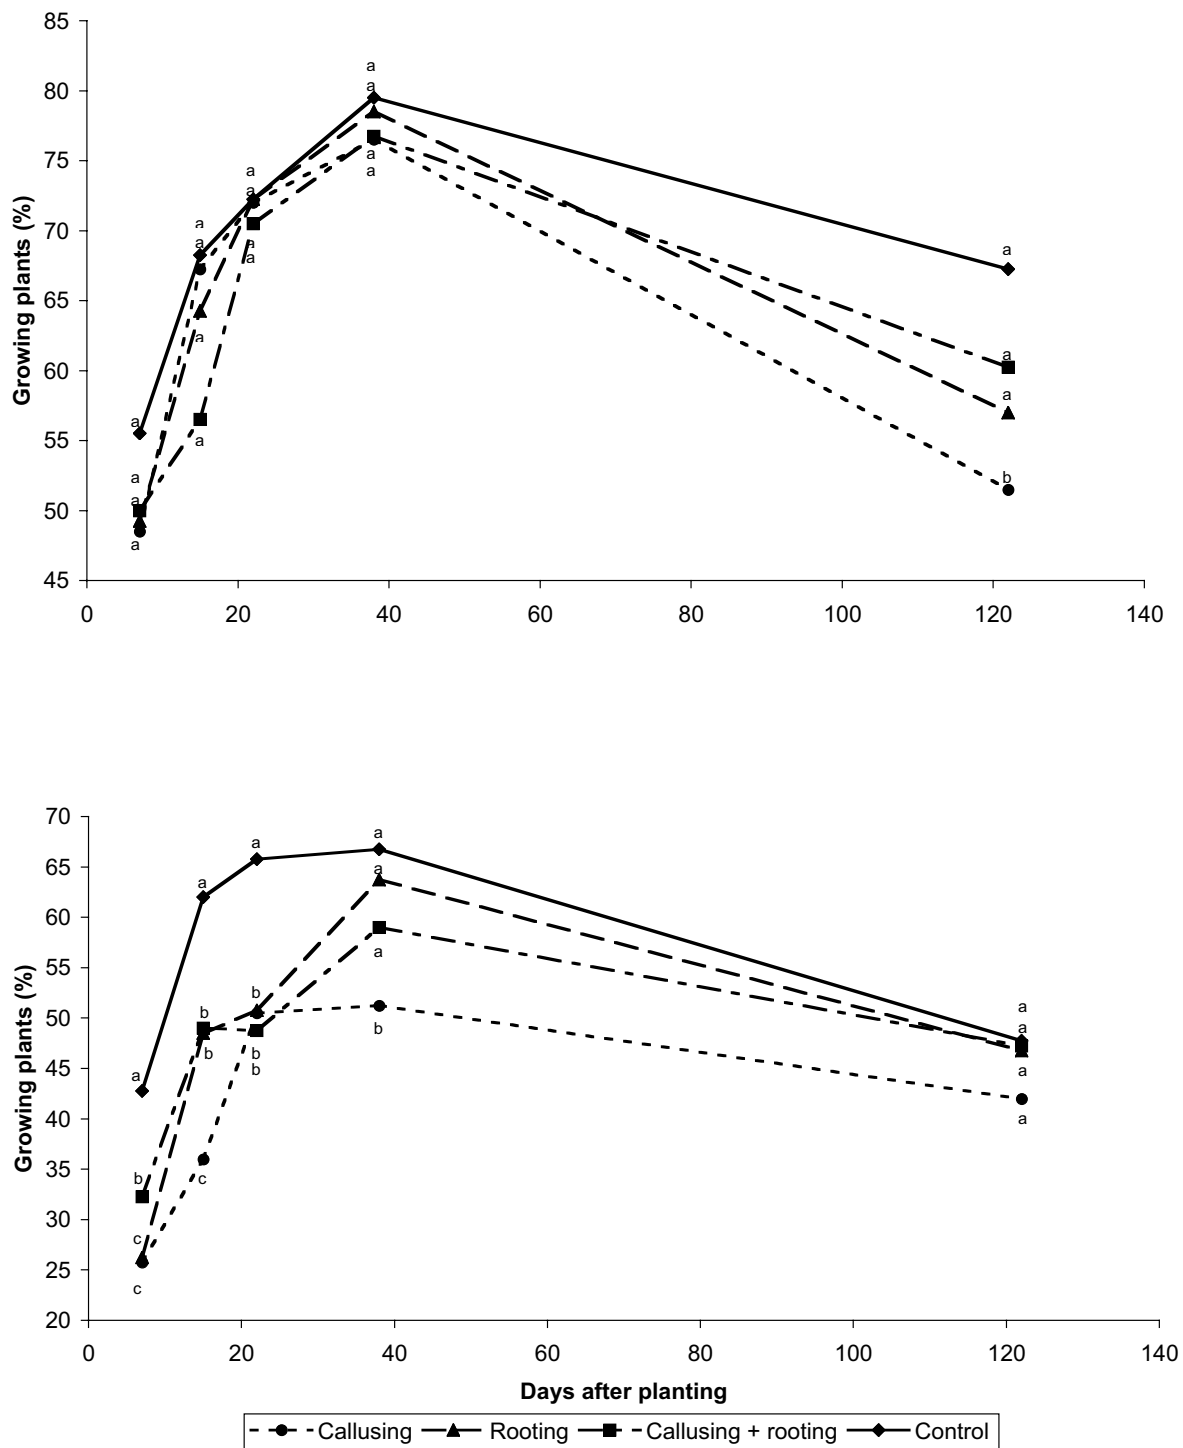 85
a
a
80
a
75
a
a
a
a
a
70
a
a
a
Growing plants (%)
65
a
60
a
a
55
a
a
a
b
50
a
a
45
0 20 40 60 80 100 120 140
70
a
a
65
a
a
60
a
55
Growing plants (%)
b
b
a
50
b
a
b
b
45
b
a
a
40
a
35
b
c
30
c
25
c
20
0 20 40 60 80 100 120 140
Days after planting
Callusing Rooting Callusing + rooting Control